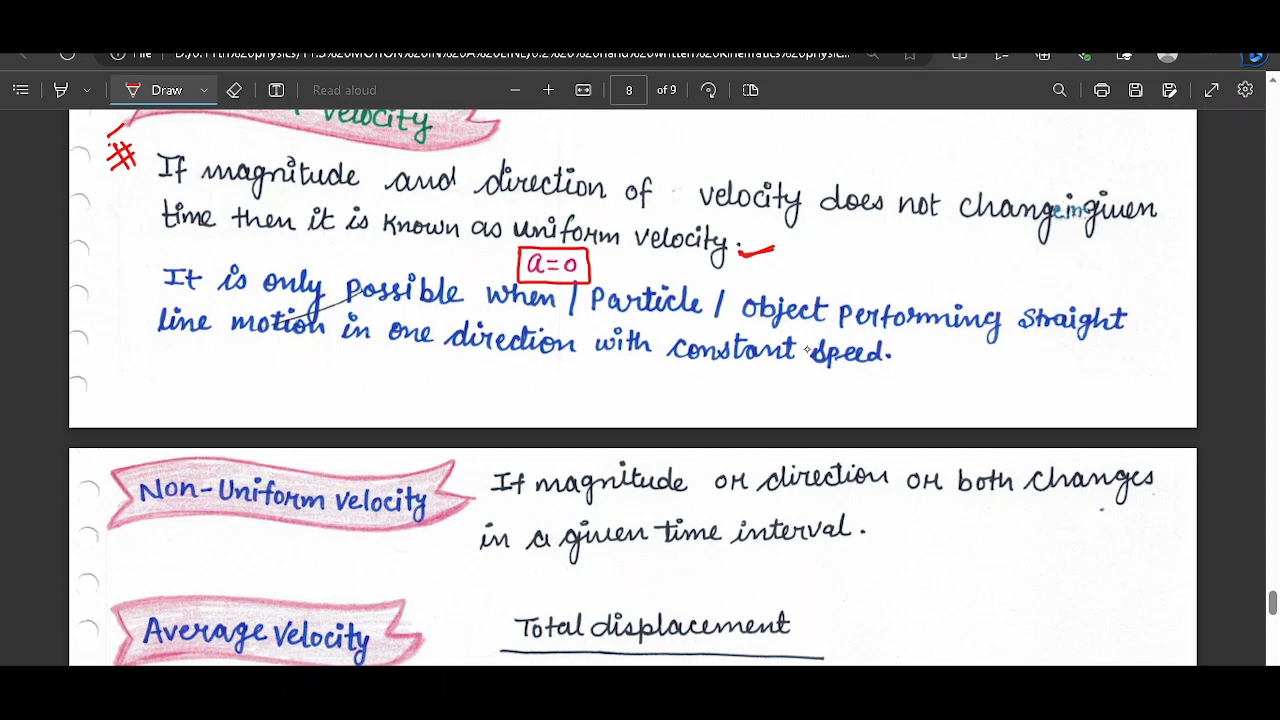 File
Draw
Read aloud
8 of 9
velocity
If magnitude and direction of velocity does not change in given
time then it is known as uniform velocity.
a=0
It is only possible when / Particle / object performing straight
line motion in one direction with constant speed.
Non-Uniform velocity
If magnitude or direction or both changes
in a given time interval.
Average velocity
Total displacement